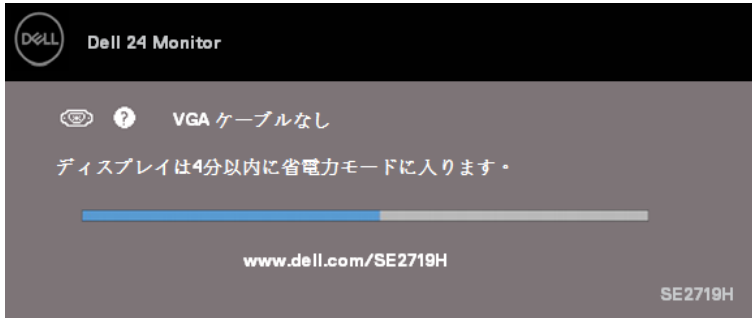 DELL
Dell 24 Monitor
? VGA ケーブルなし
ディスプレイは4分以内に省電力モードに入ります。
www.dell.com/SE2719H
SE2719H